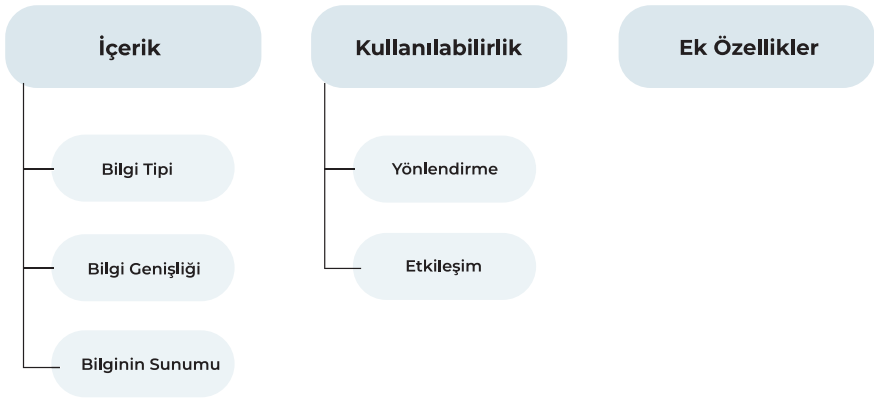 İçerik
Kullanılabilirlik
Ek Özellikler
Bilgi Tipi
Yönlendirme
Bilgi Genişliği
Etkileşim
Bilginin Sunumu